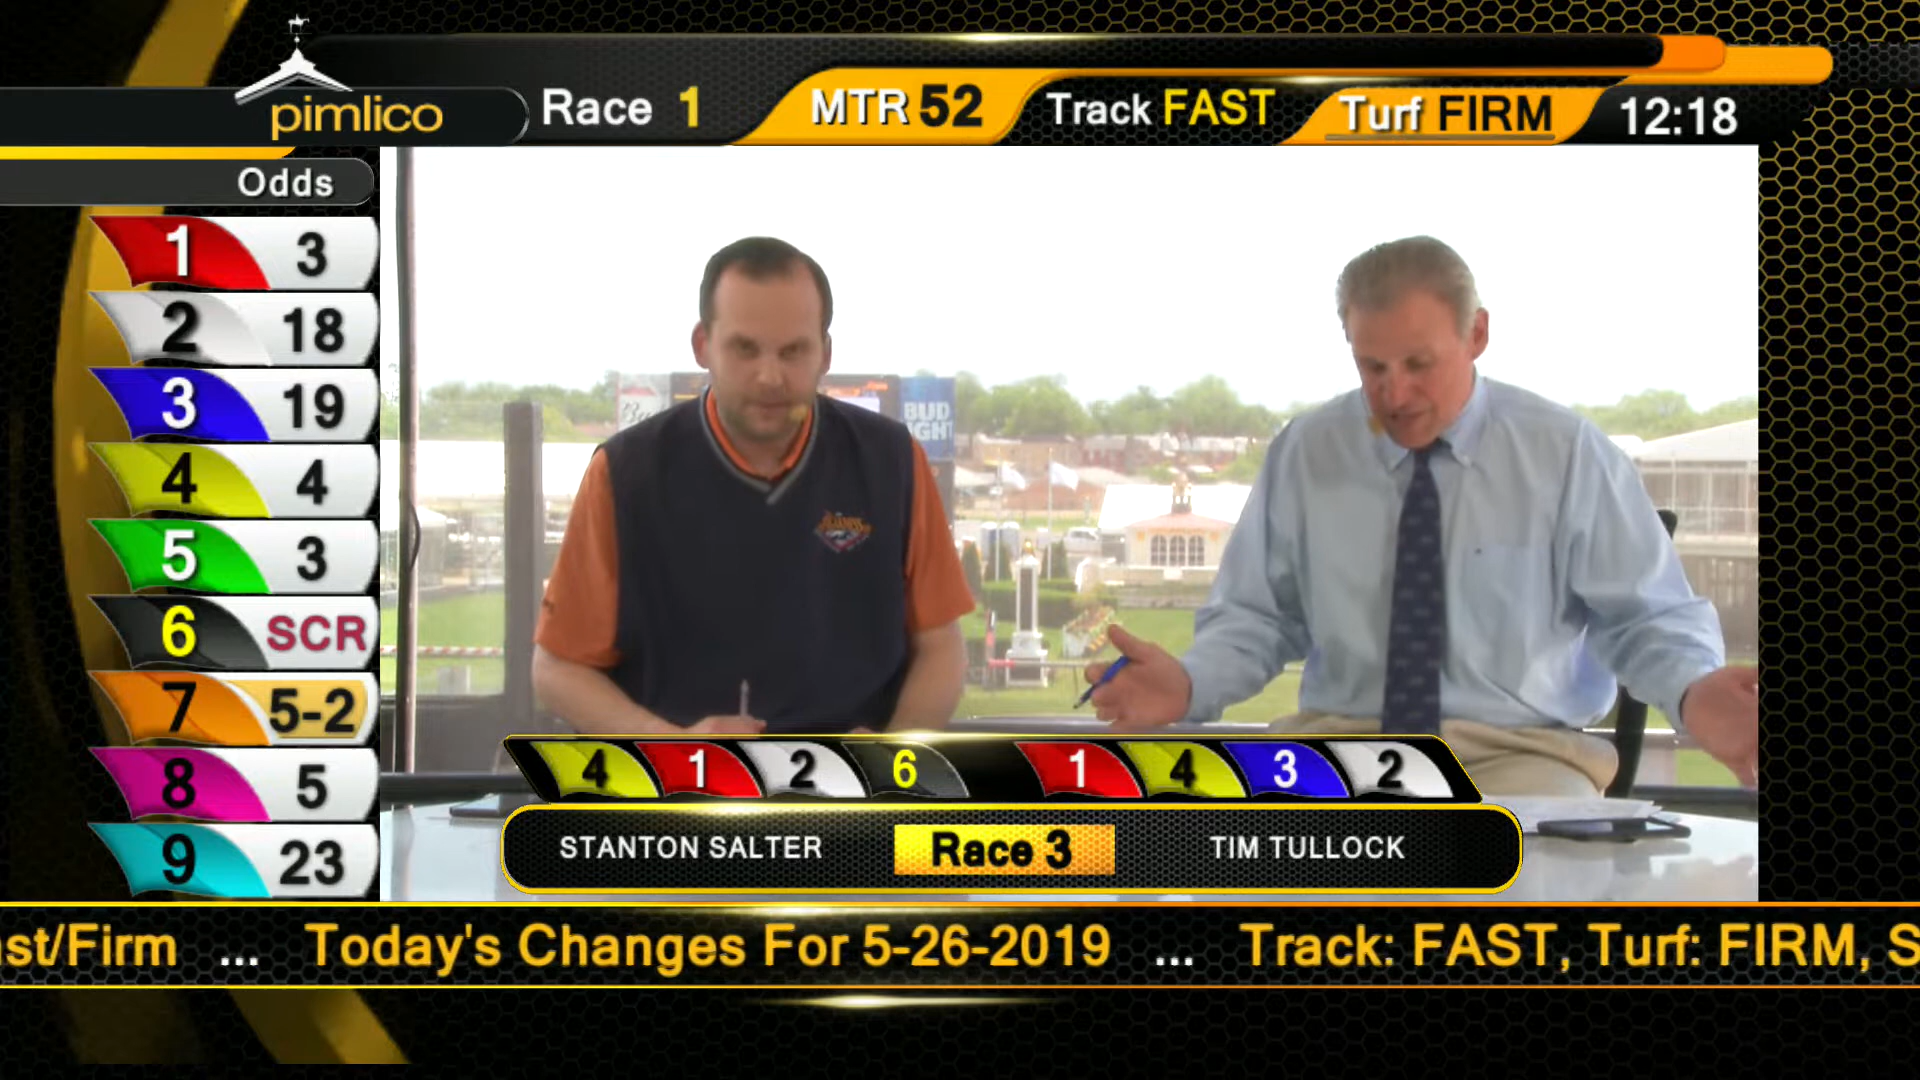 pimlico
Race 1 MTR 52 Track FAST Turf FIRM 12:18
Odds
1 3
2 18
3 19
4 4
5 3
6 SCR
7 5-2
8 5
9 23
BUD
4 1 2 6 1 4 3 2
STANTON SALTER Race 3 TIM TULLOCK
st/Firm ... Today's Changes For 5-26-2019 ... Track: FAST, Turf: FIRM, S